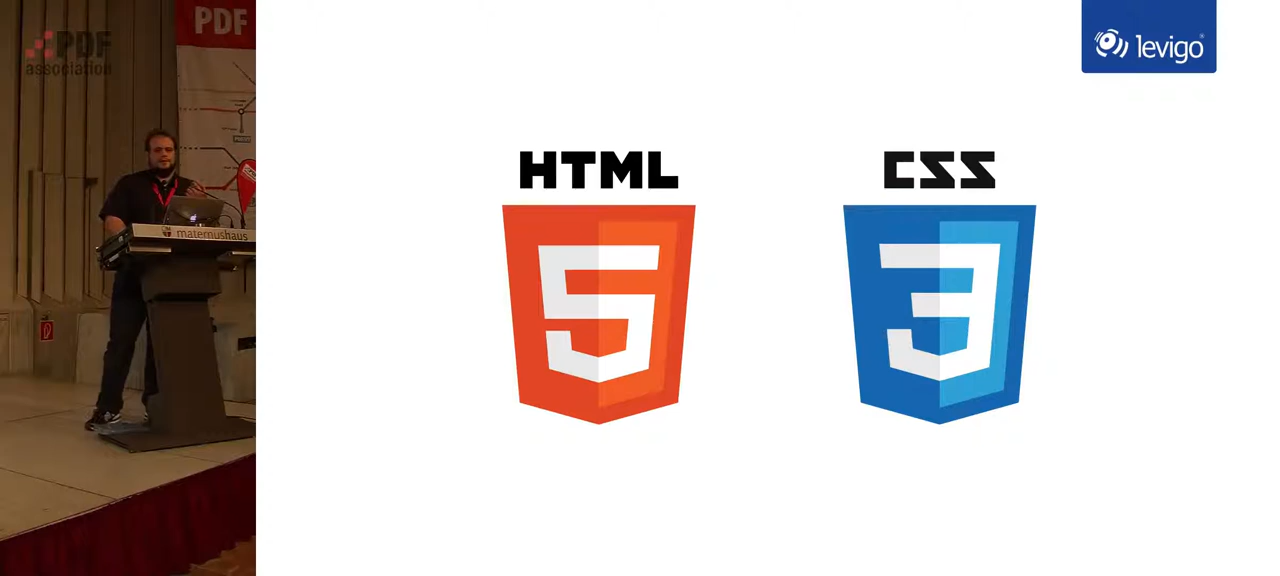 PDF
PDF
association
maternushaus
levigo
HTML
5
CSS
3